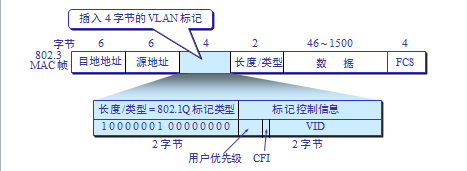 插入 4 字节的 VLAN 标记
字节 6 6 4 2 46~1500 4
802.3
MAC 帧
目地地址 源地址 长度/类型 数 据 FCS
长度/类型=802.1Q 标记类型 标记控制信息
10000001 00000000 VID
2 字节 2 字节
用户优先级 CFI